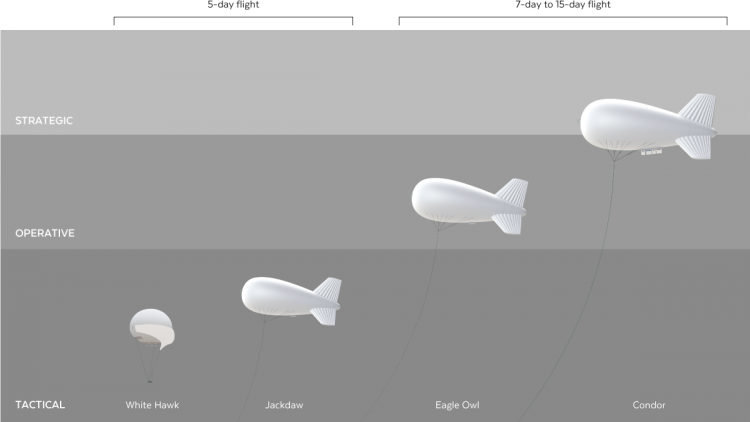 5-day flight
7-day to 15-day flight
STRATEGIC
OPERATIVE
TACTICAL
White Hawk
Jackdaw
Eagle Owl
Condor